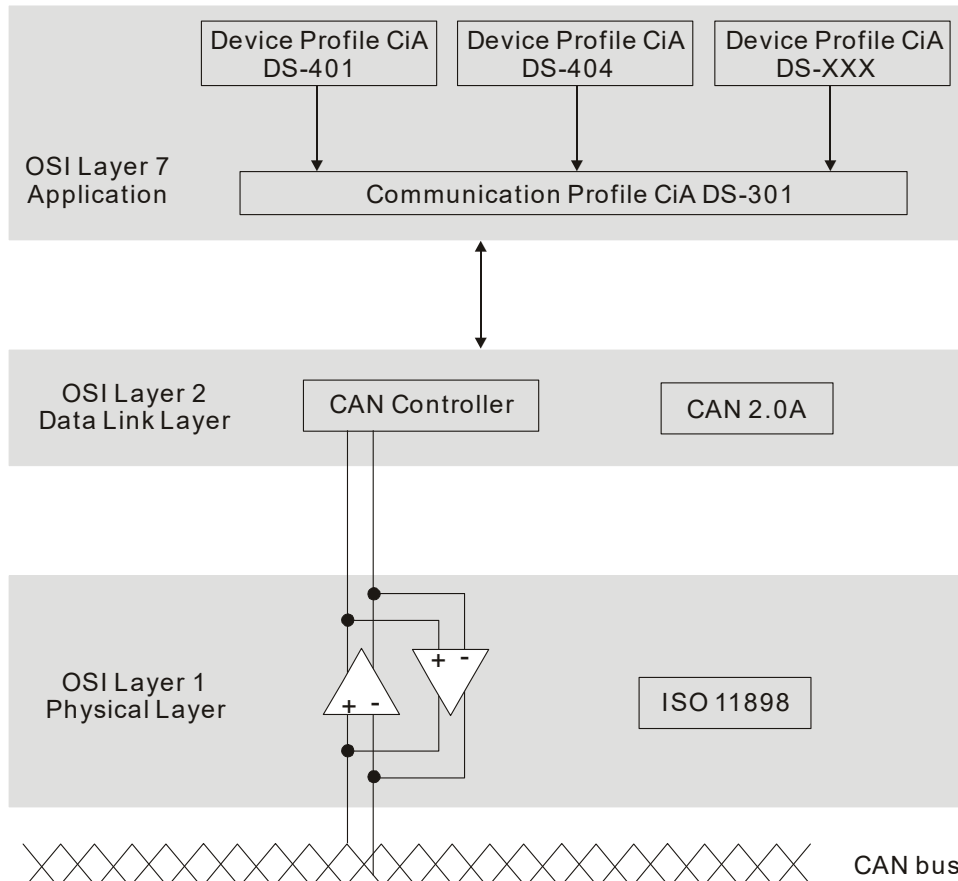 Device Profile CiA
DS-401
Device Profile CiA
DS-404
Device Profile CiA
DS-XXX
OSI Layer 7
Application
Communication Profile CiA DS-301
OSI Layer 2
Data Link Layer
CAN Controller
CAN 2.0A
OSI Layer 1
Physical Layer
+ -
+ -
ISO 11898
CAN bus